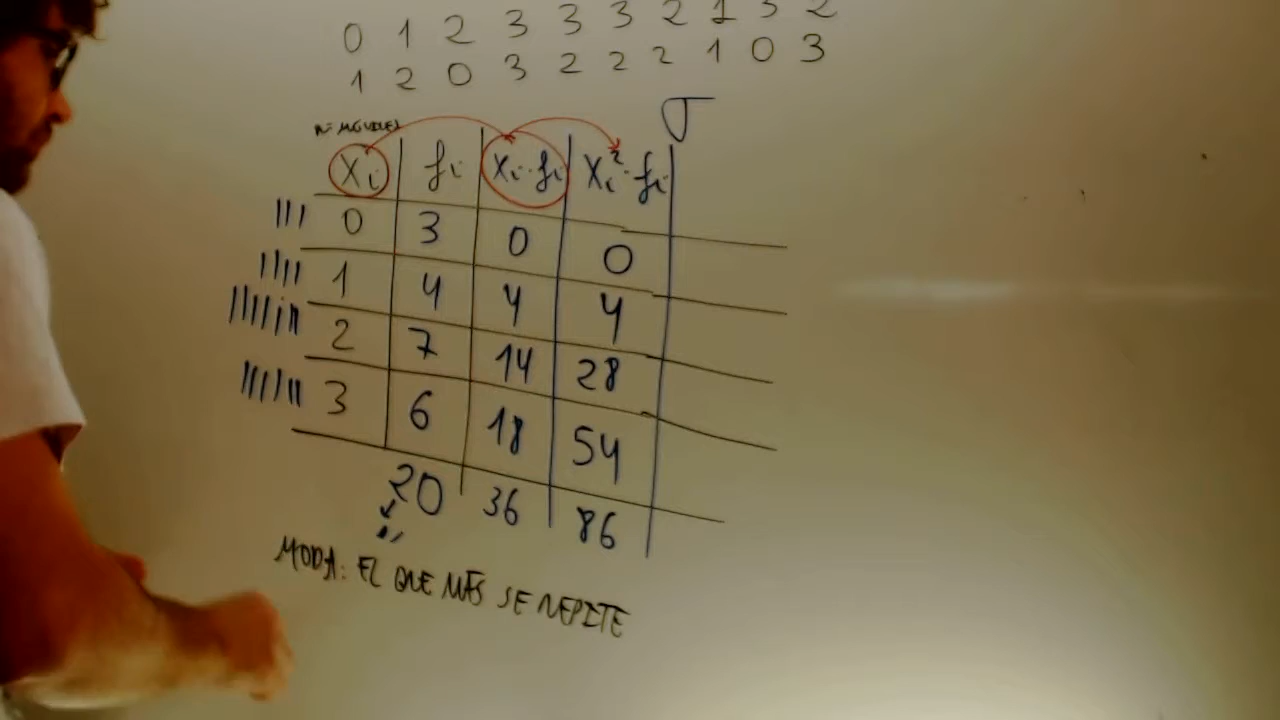 0 1 2 3 3 3 2 1 3 2
1 2 0 3 2 2 2 1 0 3
σ
xi fi xi·fi xi²·fi
0 3 0 0
1 4 4 4
2 7 14 28
3 6 18 54
20 36 86
MODA: EL QUE MÁS SE REPITE